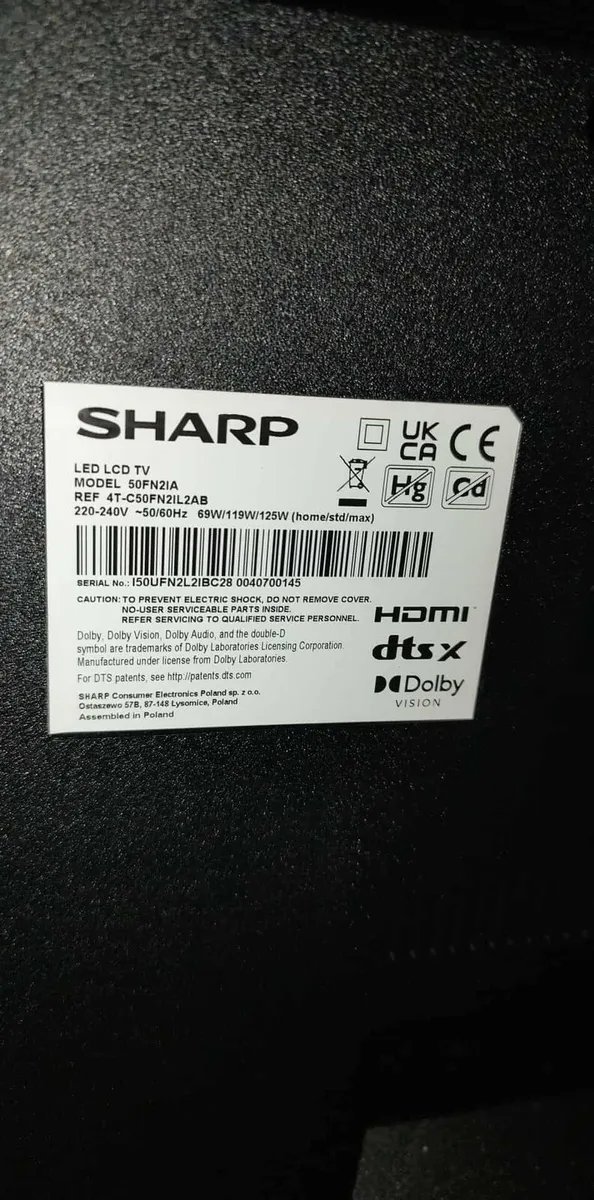 SHARP
UK
CA
CE
LED LCD TV
MODEL 50FN2IA
REF 4T-C50FN2IL2AB
220-240V ~50/60Hz 69W/119W/125W (home/std/max)
Hg
Cd
SERIAL No.: I50UFN2L2IBC28 0040700145
CAUTION: TO PREVENT ELECTRIC SHOCK, DO NOT REMOVE COVER.
NO-USER SERVICEABLE PARTS INSIDE.
REFER SERVICING TO QUALIFIED SERVICE PERSONNEL.
HDMI
Dolby, Dolby Vision, Dolby Audio, and the double-D
symbol are trademarks of Dolby Laboratories Licensing Corporation.
Manufactured under license from Dolby Laboratories.
dts X
For DTS patents, see http://patents.dts.com
Dolby
VISION
SHARP Consumer Electronics Poland sp. z o.o.
Ostaszewo 57B, 87-148 Łysomice, Poland
Assembled in Poland